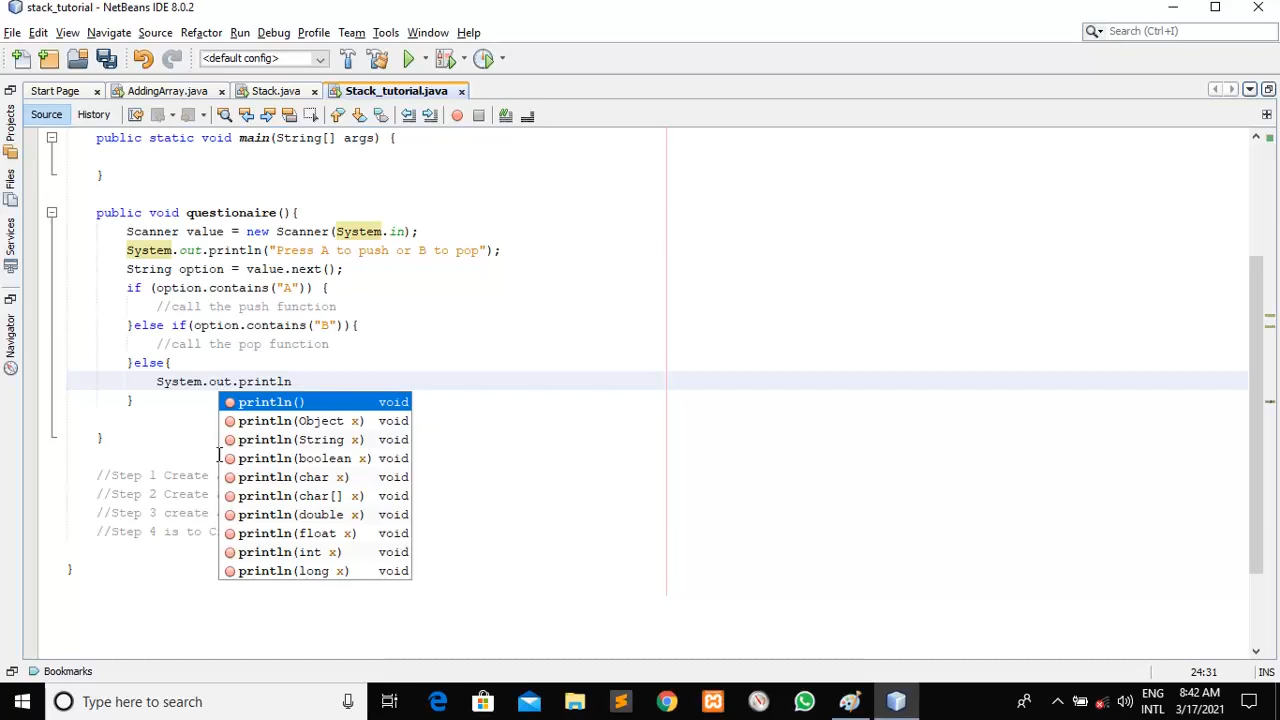 stack_tutorial - NetBeans IDE 8.0.2
File Edit View Navigate Source Refactor Run Debug Profile Team Tools Window Help
Search (Ctrl+I)
<default config>
Start Page AddingArray.java Stack.java Stack_tutorial.java
Source History
Projects
Files
Services
Navigator
public static void main(String[] args) {
}
public void questionaire(){
Scanner value = new Scanner(System.in);
System.out.println("Press A to push or B to pop");
String option = value.next();
if (option.contains("A")) {
//call the push function
}else if(option.contains("B")){
//call the pop function
}else{
System.out.println
}
println() void
println(Object x) void
println(String x) void
println(boolean x) void
println(char x) void
println(char[] x) void
println(double x) void
println(float x) void
println(int x) void
println(long x) void
}
//Step 1 Create
//Step 2 Create
//Step 3 create
//Step 4 is to
}
Bookmarks
24:31 INS
Type here to search
ENG
INTL
8:42 AM
3/17/2021